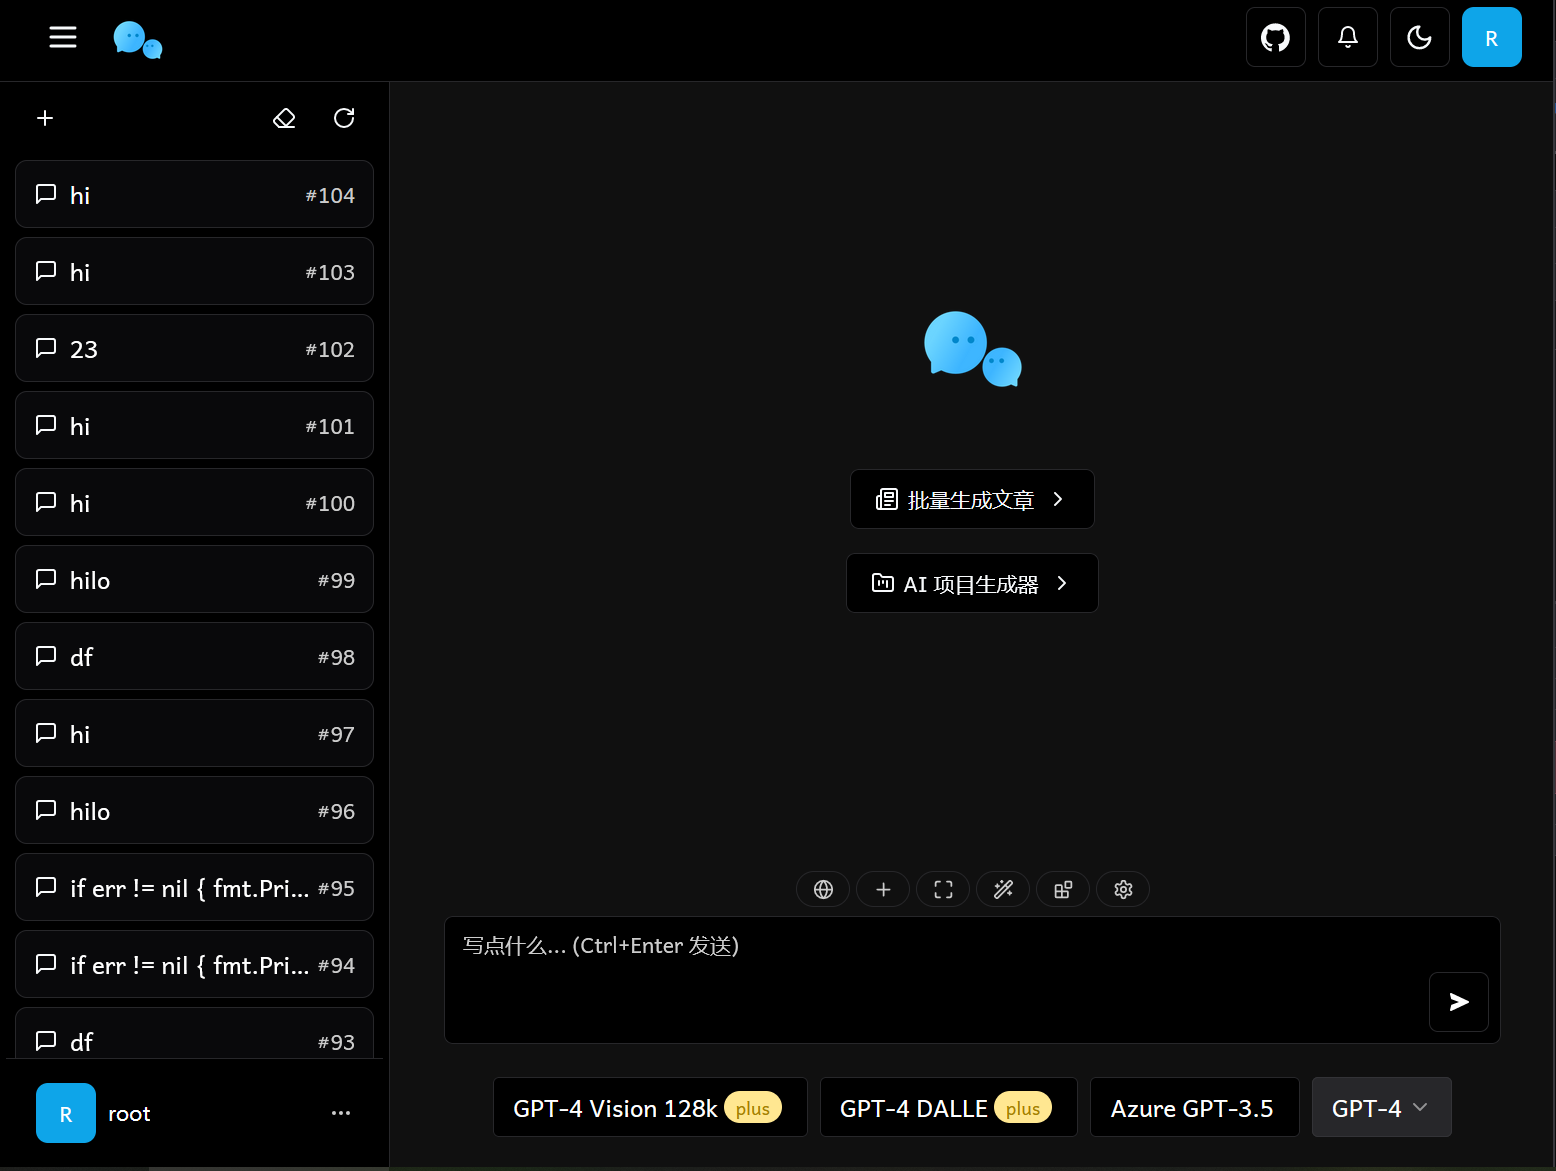 R
hi #104
hi #103
23 #102
hi #101
hi #100
hilo #99
df #98
hi #97
hilo #96
if err != nil { fmt.Pri... #95
if err != nil { fmt.Pri... #94
df #93
R root
批量生成文章
AI 项目生成器
写点什么... (Ctrl+Enter 发送)
GPT-4 Vision 128k plus
GPT-4 DALLE plus
Azure GPT-3.5
GPT-4